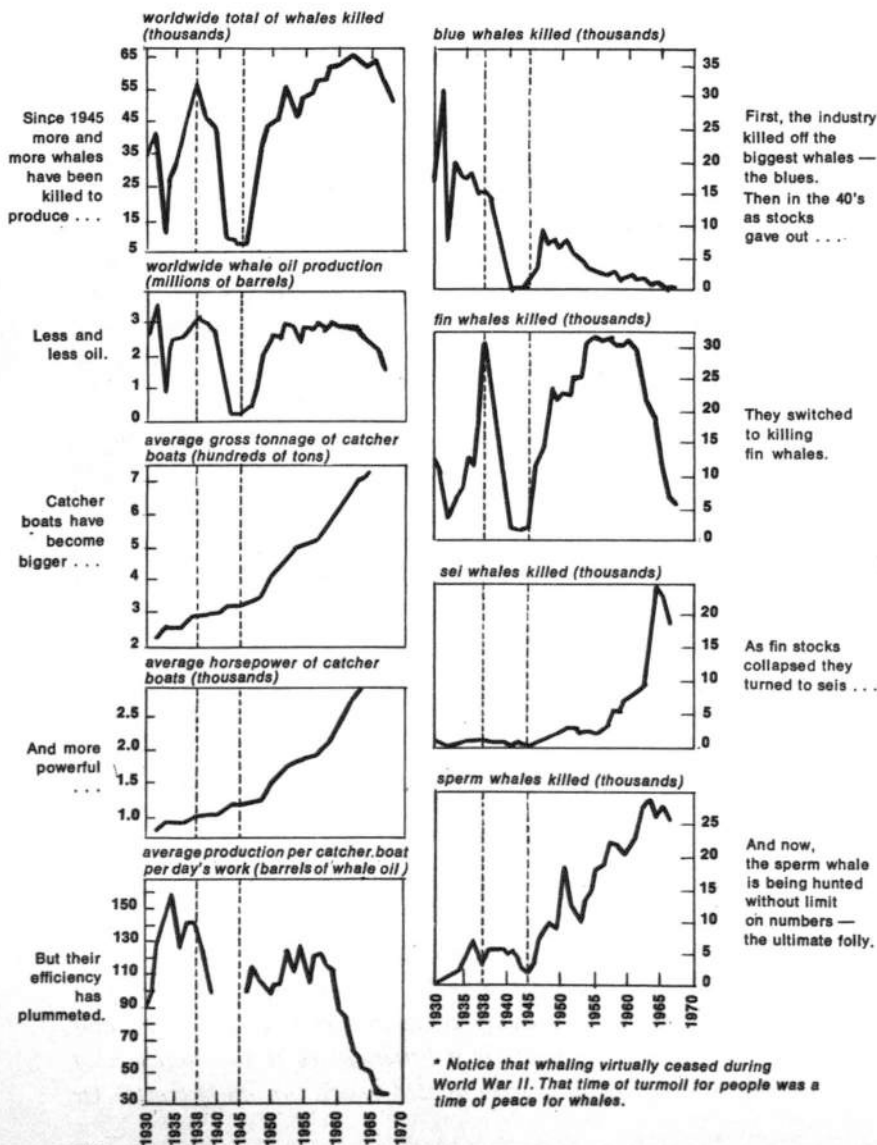 worldwide total of whales killed
(thousands)
65
55
45
35
25
15
5
Since 1945
more and
more whales
have been
killed to
produce . . .
worldwide whale oil production
(millions of barrels)
3
2
1
0
Less and
less oil.
average gross tonnage of catcher
boats (hundreds of tons)
7
6
5
4
3
2
Catcher
boats have
become
bigger . . .
average horsepower of catcher
boats (thousands)
2.5
2.0
1.5
1.0
And more
powerful
. . .
average production per catcher boat
per day's work (barrels of whale oil)
150
130
110
90
70
50
30
But their
efficiency
has
plummeted.
1930
1935
1938
1940
1945
1950
1955
1960
1965
1970
blue whales killed (thousands)
35
30
25
20
15
10
5
0
First, the industry
killed off the
biggest whales —
the blues.
Then in the 40's
as stocks
gave out . . .
fin whales killed (thousands)
30
25
20
15
10
5
0
They switched
to killing
fin whales.
sei whales killed (thousands)
20
15
10
5
0
As fin stocks
collapsed they
turned to seis . . .
sperm whales killed (thousands)
25
20
15
10
5
0
And now,
the sperm whale
is being hunted
without limit
on numbers —
the ultimate folly.
1930
1935
1938
1940
1945
1950
1955
1960
1965
1970
* Notice that whaling virtually ceased during
World War II. That time of turmoil for people was a
time of peace for whales.